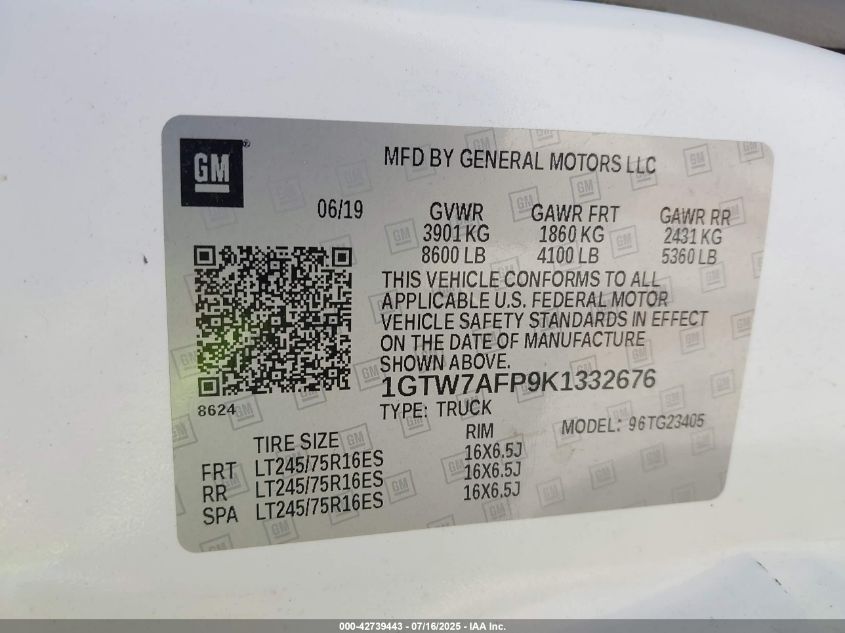 GM ®
MFD BY GENERAL MOTORS LLC
06/19 GVWR GAWR FRT GAWR RR
3901 KG 1860 KG 2431 KG
8600 LB 4100 LB 5360 LB
THIS VEHICLE CONFORMS TO ALL
APPLICABLE U.S. FEDERAL MOTOR
VEHICLE SAFETY STANDARDS IN EFFECT
ON THE DATE OF MANUFACTURE
SHOWN ABOVE.
1GTW7AFP9K1332676
8624
TYPE: TRUCK MODEL: 96TG23405
TIRE SIZE RIM
FRT LT245/75R16ES 16X6.5J
RR LT245/75R16ES 16X6.5J
SPA LT245/75R16ES 16X6.5J
000-42739443 - 07/16/2025 - IAA Inc.